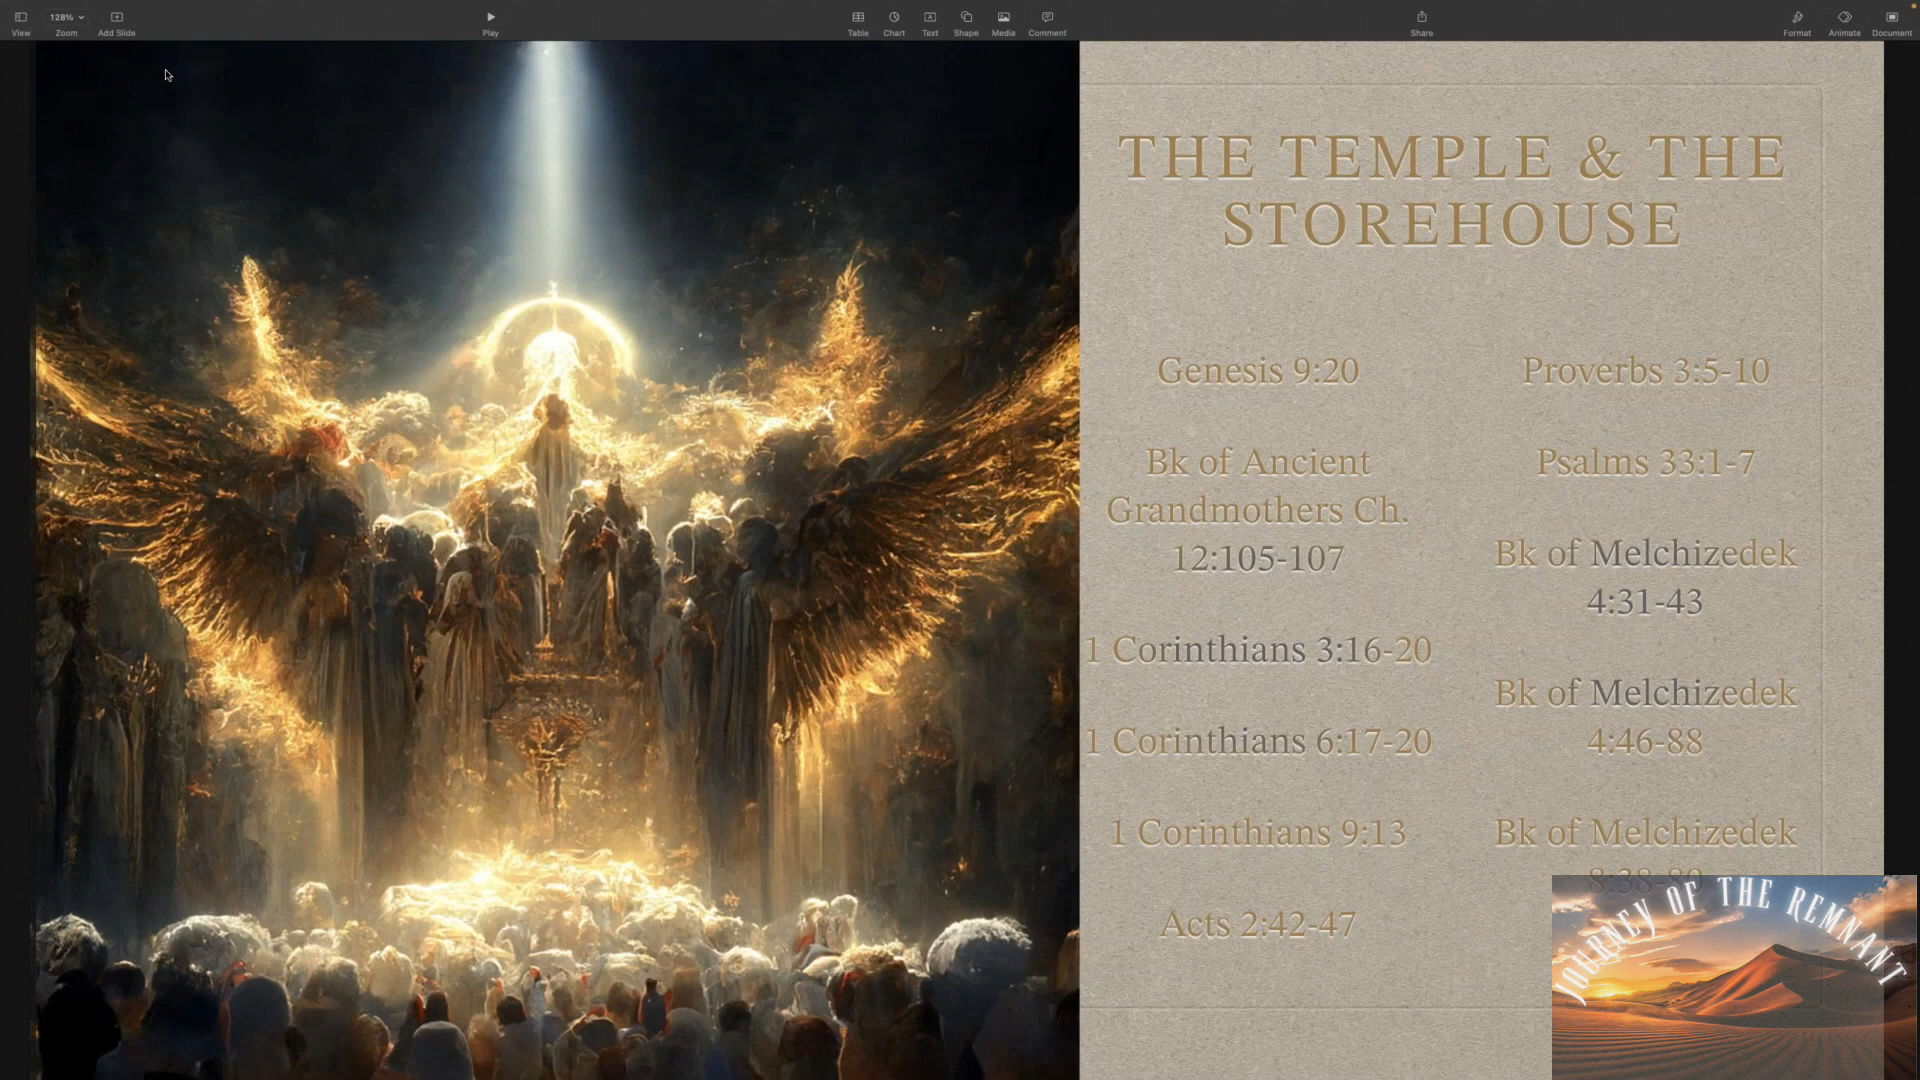 View
128%
Zoom
Add Slide
Play
Table
Chart
Text
Shape
Media
Comment
Share
Format
Animate
Document
THE TEMPLE & THE
STOREHOUSE
Genesis 9:20
Bk of Ancient
Grandmothers Ch.
12:105-107
1 Corinthians 3:16-20
1 Corinthians 6:17-20
1 Corinthians 9:13
Acts 2:42-47
Proverbs 3:5-10
Psalms 33:1-7
Bk of Melchizedek
4:31-43
Bk of Melchizedek
4:46-88
Bk of Melchizedek
JOURNEY OF THE REMNANT